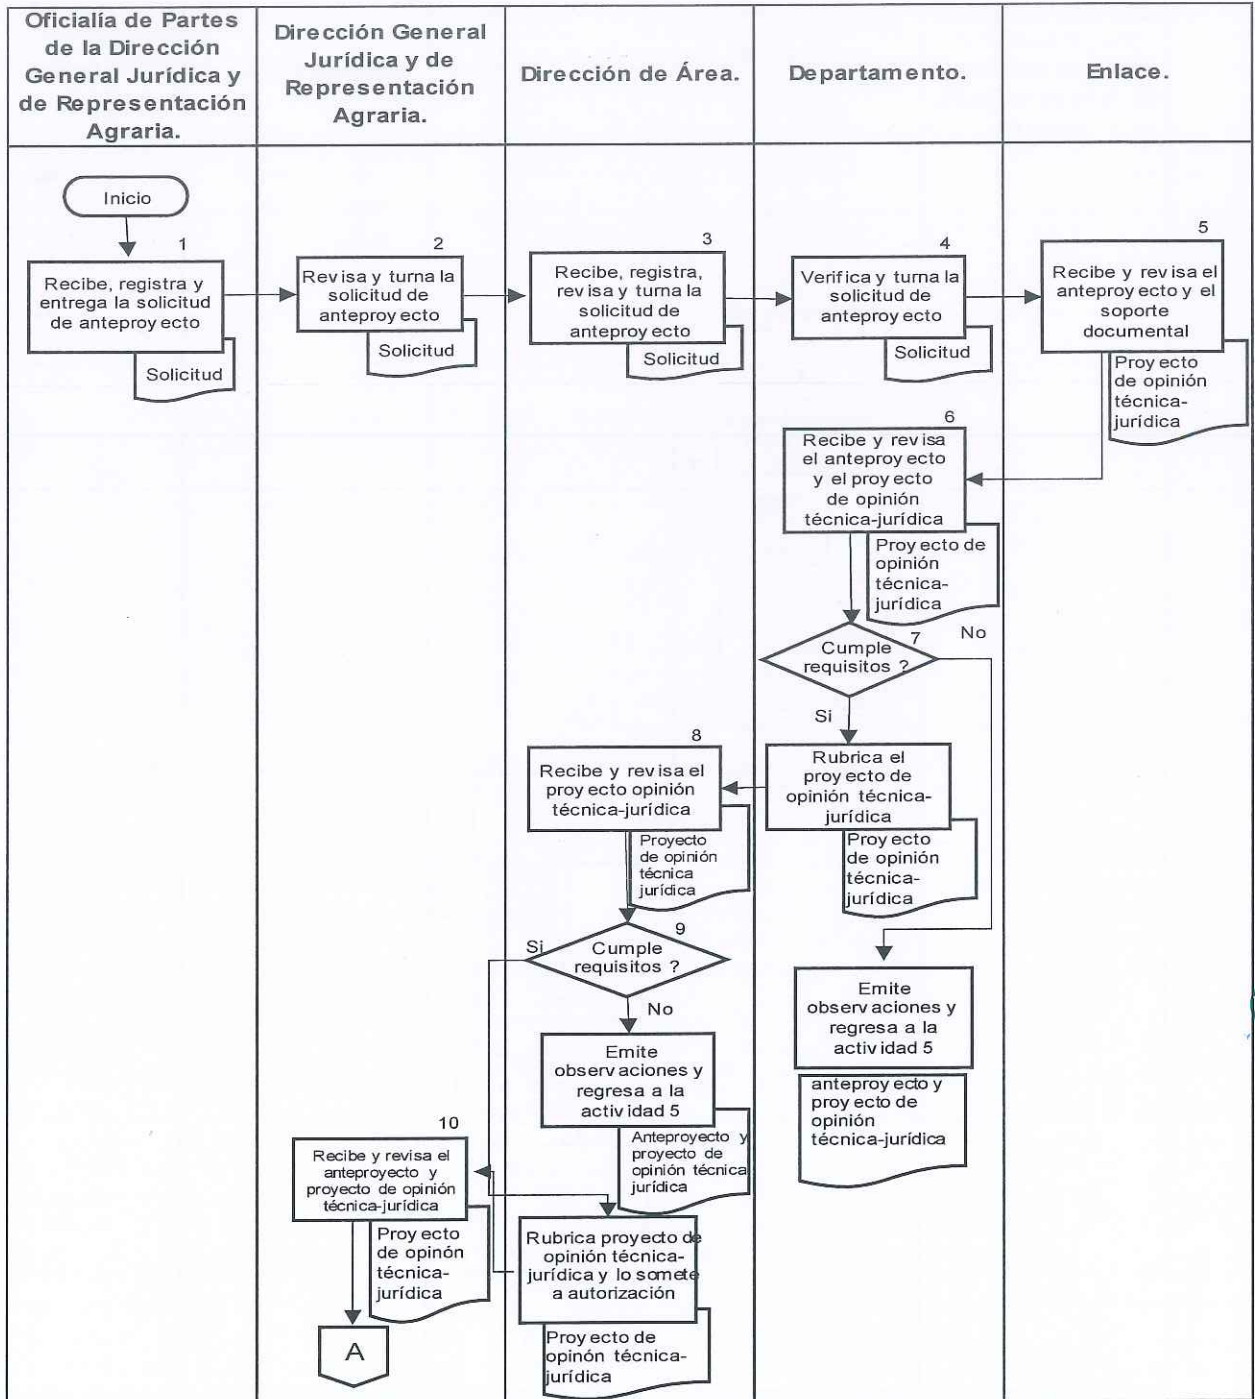 Oficialía de Partes
de la Dirección
General Jurídica y
de Representación
Agraria.
Dirección General
Jurídica y de
Representación
Agraria.
Dirección de Área.
Departamento.
Enlace.
Inicio
1
Recibe, registra y
entrega la solicitud
de anteproyecto
Solicitud
2
Revisa y turna la
solicitud de
anteproyecto
Solicitud
3
Recibe, registra,
revisa y turna la
solicitud de
anteproyecto
Solicitud
4
Verifica y turna la
solicitud de
anteproyecto
Solicitud
5
Recibe y revisa el
anteproyecto y el
soporte
documental
Proyecto
de opinión
técnica-
jurídica
6
Recibe y revisa
el anteproyecto
y el proyecto
de opinión
técnica-jurídica
Proyecto de
opinión
técnica-
jurídica
7
Cumple
requisitos ?
No
Si
Rubrica el
proyecto de
opinión técnica-
jurídica
Proyecto
de opinión
técnica-
jurídica
8
Recibe y revisa el
proyecto opinión
técnica-jurídica
Proyecto
de opinión
técnica
jurídica
9
Cumple
requisitos ?
Si
No
Emite
observaciones y
regresa a la
actividad 5
anteproyecto y
proyecto de
opinión
técnica-jurídica
Emite
observaciones y
regresa a la
actividad 5
Anteproyecto y
proyecto de
opinión técnica
jurídica
10
Recibe y revisa el
anteproyecto y
proyecto de opinión
técnica-jurídica
Proyecto
de opinón
técnica-
jurídica
Rubrica proyecto de
opinión técnica-
jurídica y lo somete
a autorización
Proyecto de
opinón técnica-
jurídica
A